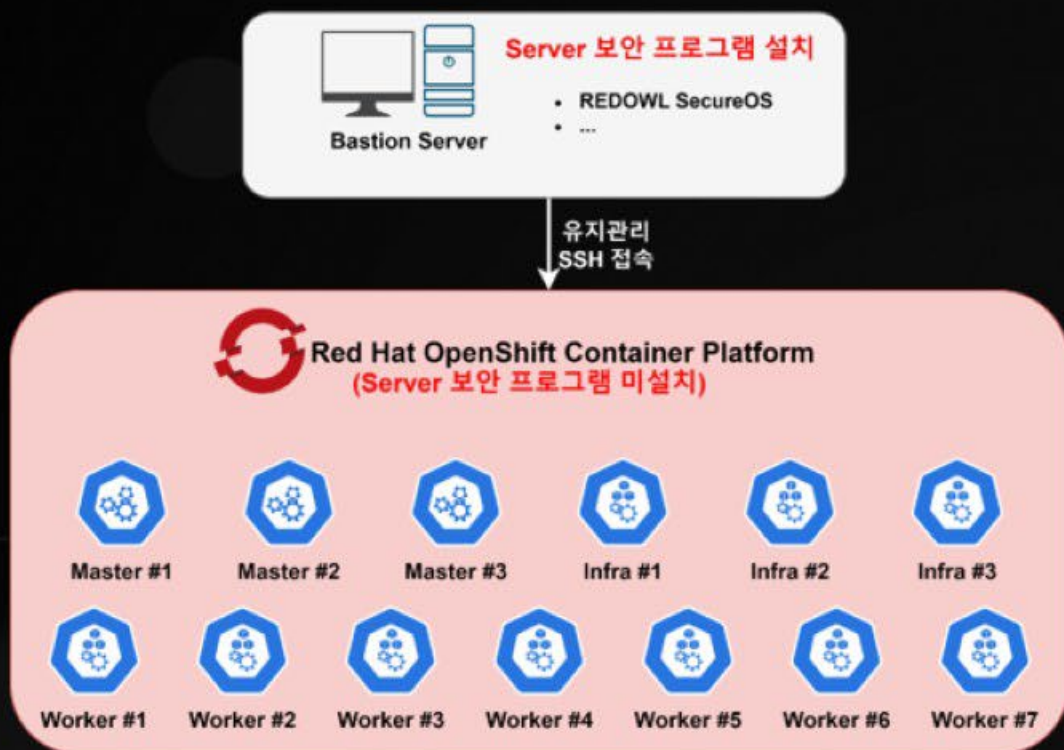 Server 보안 프로그램 설치
• REDOWL SecureOS
• ...
Bastion Server
유지관리
SSH 접속
Red Hat OpenShift Container Platform
(Server 보안 프로그램 미설치)
Master #1 Master #2 Master #3 Infra #1 Infra #2 Infra #3
Worker #1 Worker #2 Worker #3 Worker #4 Worker #5 Worker #6 Worker #7